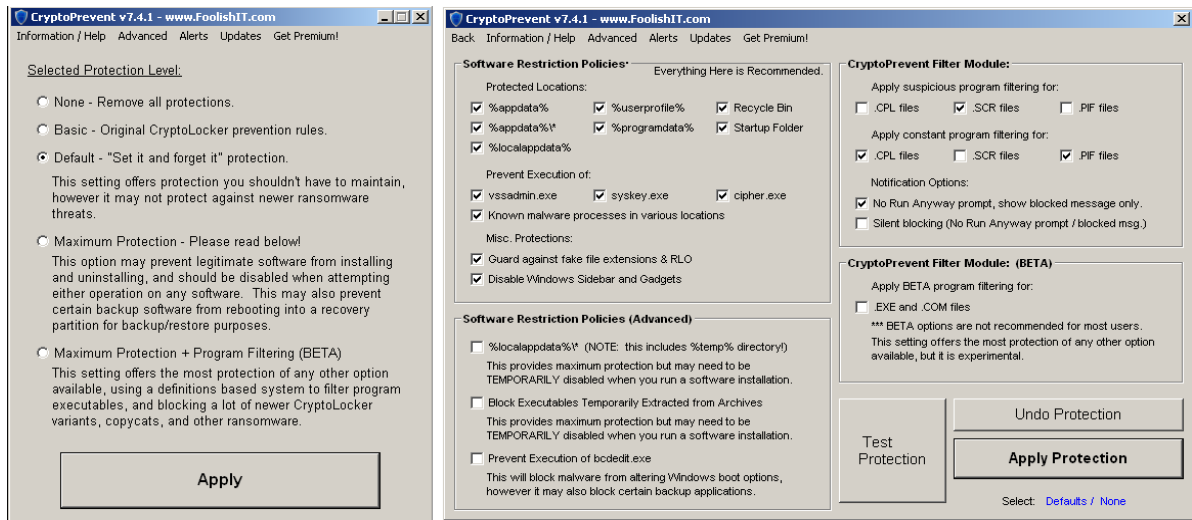 CryptoPrevent v7.4.1 - www.FoolishIT.com
Information / Help Advanced Alerts Updates Get Premium!
Selected Protection Level:
None - Remove all protections.
Basic - Original CryptoLocker prevention rules.
Default - "Set it and forget it" protection.
This setting offers protection you shouldn't have to maintain,
however it may not protect against newer ransomware
threats.
Maximum Protection - Please read below!
This option may prevent legitimate software from installing
and uninstalling, and should be disabled when attempting
either operation on any software. This may also prevent
certain backup software from rebooting into a recovery
partition for backup/restore purposes.
Maximum Protection + Program Filtering (BETA)
This setting offers the most protection of any other option
available, using a definitions based system to filter program
executables, and blocking a lot of newer CryptoLocker
variants, copycats, and other ransomware.
Apply
CryptoPrevent v7.4.1 - www.FoolishIT.com
Back Information / Help Advanced Alerts Updates Get Premium!
Software Restriction Policies*
Everything Here is Recommended.
Protected Locations:
%appdata% %userprofile% Recycle Bin
%appdata%\* %programdata% Startup Folder
%localappdata%
Prevent Execution of:
vssadmin.exe syskey.exe cipher.exe
Known malware processes in various locations
Misc. Protections:
Guard against fake file extensions & RLO
Disable Windows Sidebar and Gadgets
Software Restriction Policies (Advanced)
%localappdata%\* (NOTE: this includes %temp% directory!)
This provides maximum protection but may need to be
TEMPORARILY disabled when you run a software installation.
Block Executables Temporarily Extracted from Archives
This provides maximum protection but may need to be
TEMPORARILY disabled when you run a software installation.
Prevent Execution of bcdedit.exe
This will block malware from altering Windows boot options,
however it may also block certain backup applications.
CryptoPrevent Filter Module:
Apply suspicious program filtering for:
.CPL files .SCR files .PIF files
Apply constant program filtering for:
.CPL files .SCR files .PIF files
Notification Options:
No Run Anyway prompt, show blocked message only.
Silent blocking (No Run Anyway prompt / blocked msg.)
CryptoPrevent Filter Module: (BETA)
Apply BETA program filtering for:
.EXE and .COM files
*** BETA options are not recommended for most users.
This setting offers the most protection of any other option
available, but it is experimental.
Test
Protection
Undo Protection
Apply Protection
Select: Defaults / None